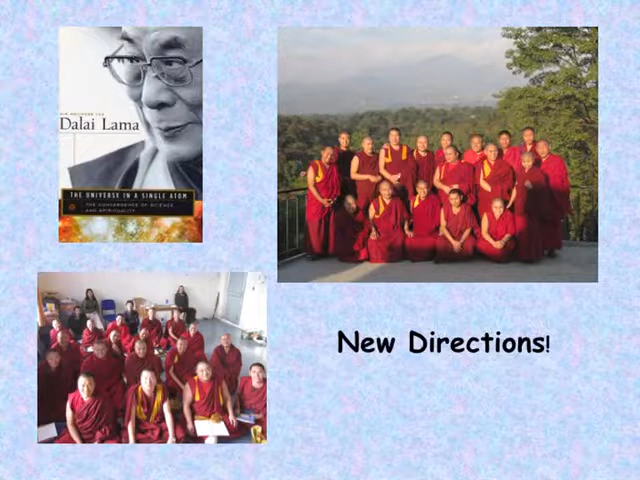 HIS HOLINESS THE
Dalai Lama
THE UNIVERSE IN A SINGLE ATOM
THE CONVERGENCE OF SCIENCE
AND SPIRITUALITY
New Directions!